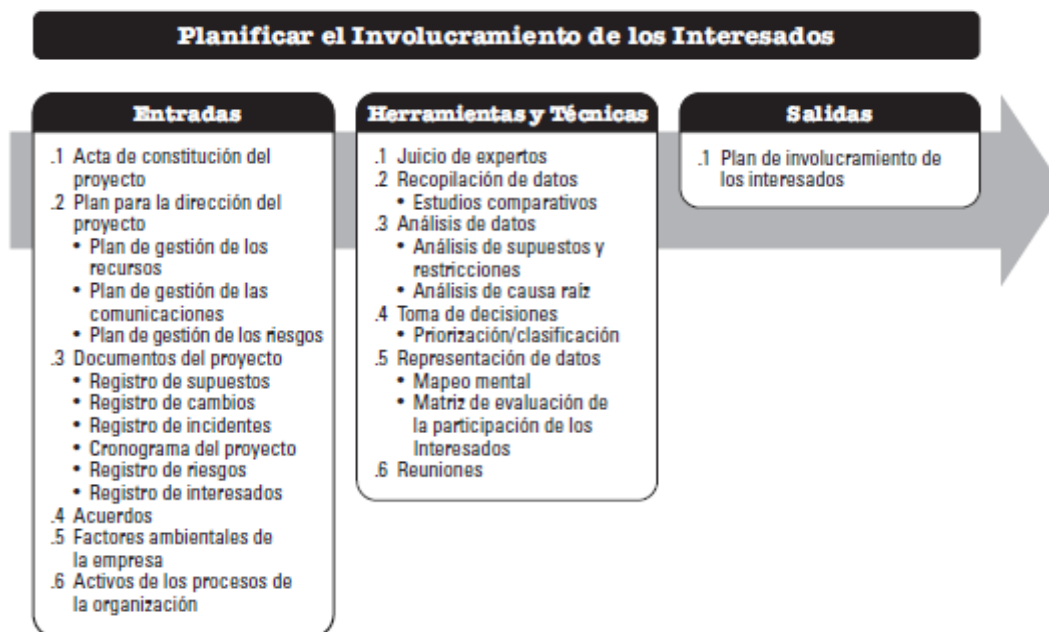 Planificar el Involucramiento de los Interesados
Entradas
.1 Acta de constitución del
proyecto
.2 Plan para la dirección del
proyecto
• Plan de gestión de los
recursos
• Plan de gestión de las
comunicaciones
• Plan de gestión de los riesgos
.3 Documentos del proyecto
• Registro de supuestos
• Registro de cambios
• Registro de incidentes
• Cronograma del proyecto
• Registro de riesgos
• Registro de interesados
.4 Acuerdos
.5 Factores ambientales de
la empresa
.6 Activos de los procesos de
la organización
Herramientas y Técnicas
.1 Juicio de expertos
.2 Recopilación de datos
• Estudios comparativos
.3 Análisis de datos
• Análisis de supuestos y
restricciones
• Análisis de causa raíz
.4 Toma de decisiones
• Priorización/clasificación
.5 Representación de datos
• Mapeo mental
• Matriz de evaluación de
la participación de los
Interesados
.6 Reuniones
Salidas
.1 Plan de involucramiento de
los interesados